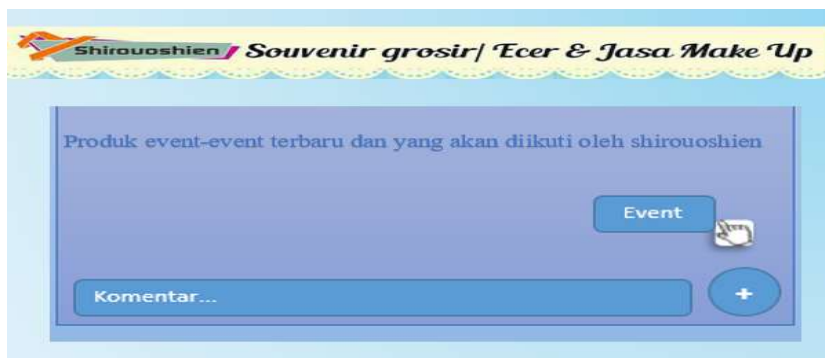 Shirouoshien Souvenir grosir/ Ecer & Jasa Make Up
Produk event-event terbaru dan yang akan diikuti oleh shirouoshien
Event
Komentar... +